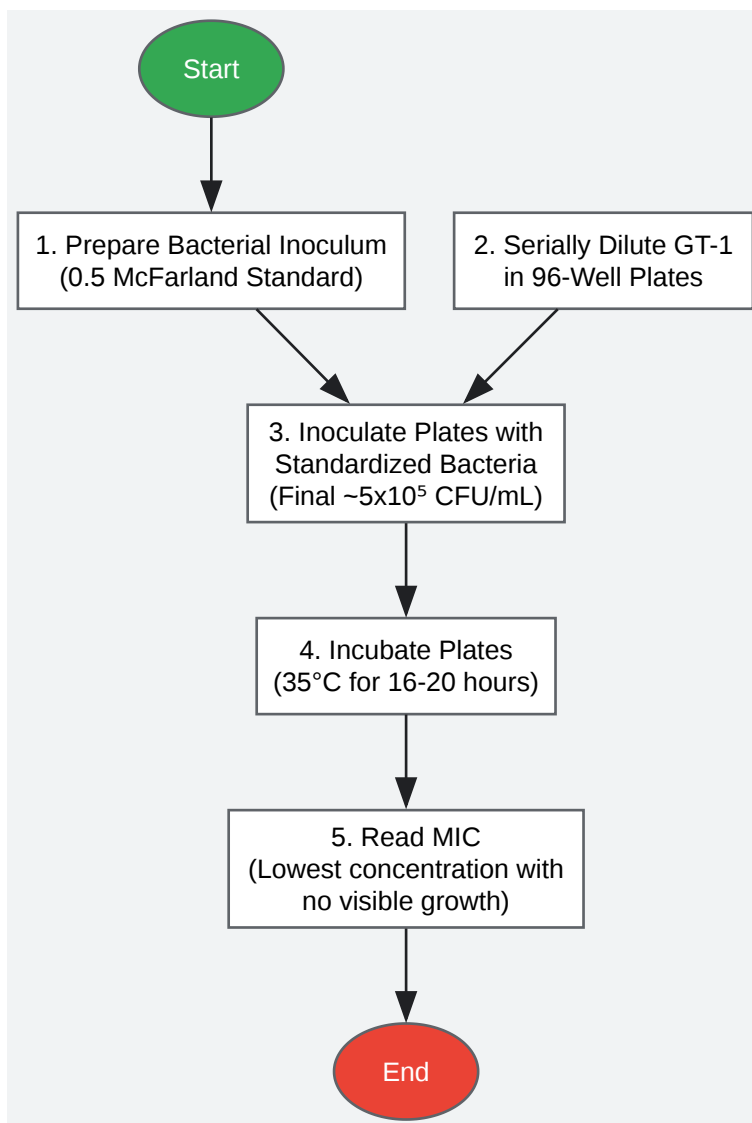 Start
1. Prepare Bacterial Inoculum
(0.5 McFarland Standard)
2. Serially Dilute GT-1
in 96-Well Plates
3. Inoculate Plates with
Standardized Bacteria
(Final ~5x10⁵ CFU/mL)
4. Incubate Plates
(35°C for 16-20 hours)
5. Read MIC
(Lowest concentration with
no visible growth)
End